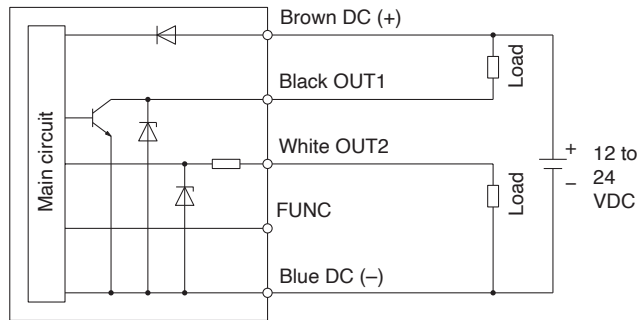 Brown DC (+)
Load
Black OUT1
Main circuit
White OUT2
+
–
12 to
24
VDC
Load
FUNC
Blue DC (–)